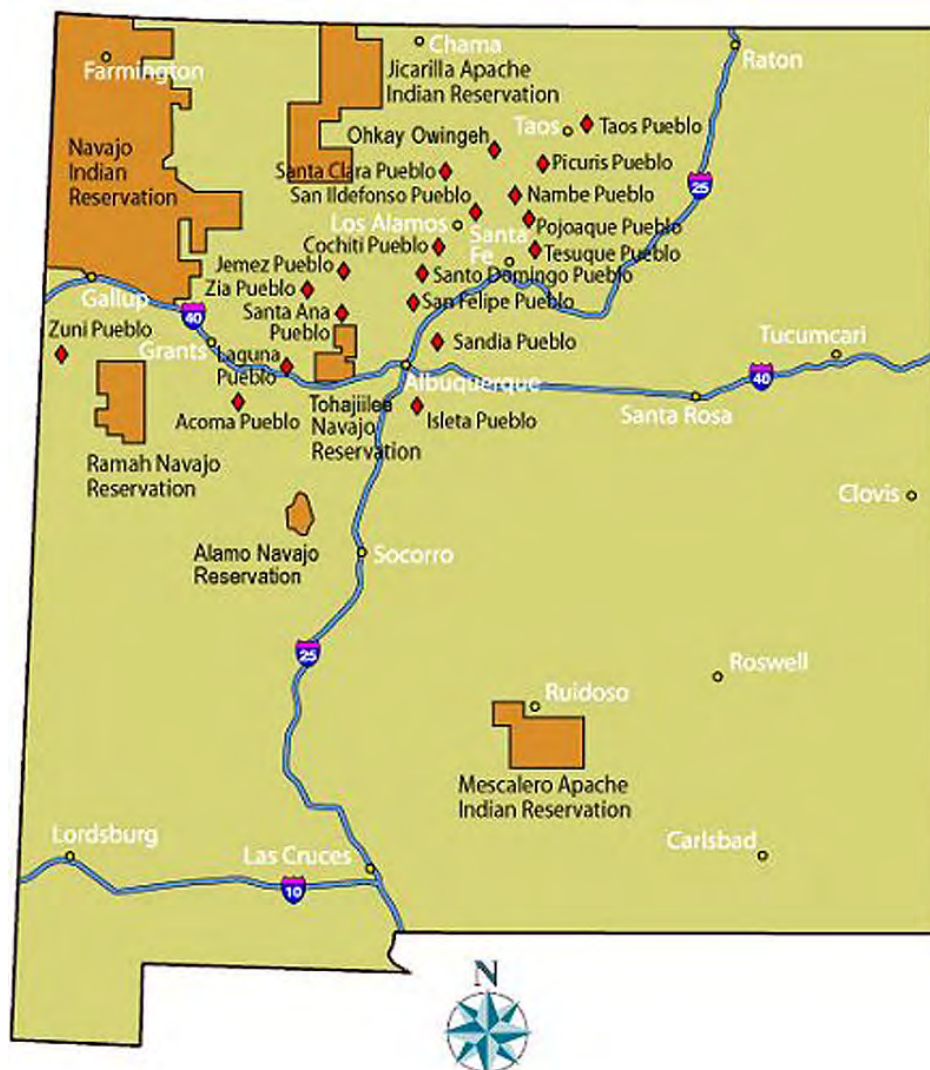 Chama
Farmington
Raton
Jicarilla Apache
Indian Reservation
Taos
Taos Pueblo
Ohkay Owingeh
Navajo
Indian
Reservation
Picuris Pueblo
Santa Clara Pueblo
25
San Ildefonso Pueblo
Nambe Pueblo
Los Alamos
Pojoaque Pueblo
Santa
Fe
Cochiti Pueblo
Tesuque Pueblo
Jemez Pueblo
Santo Domingo Pueblo
Zia Pueblo
Gallup
San Felipe Pueblo
Santa Ana
Pueblo
40
Zuni Pueblo
Tucumcari
Sandia Pueblo
Grants
Laguna
Pueblo
40
Albuquerque
Tohajiilee
Navajo
Reservation
Santa Rosa
Acoma Pueblo
Isleta Pueblo
Ramah Navajo
Reservation
Clovis
Alamo Navajo
Reservation
Socorro
25
Roswell
Ruidoso
Mescalero Apache
Indian Reservation
Lordsburg
Carlsbad
Las Cruces
10
N